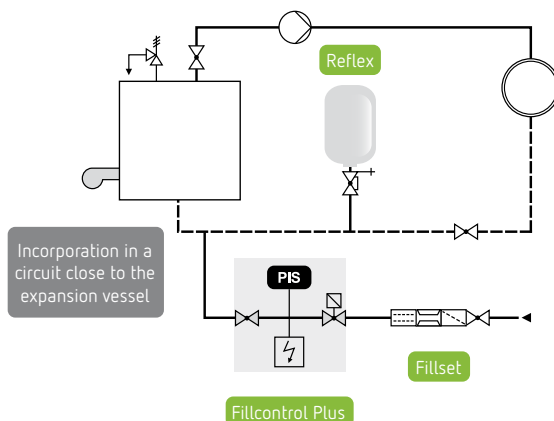 Reflex
Incorporation in a
circuit close to the
expansion vessel
PIS
Fillset
Fillcontrol Plus